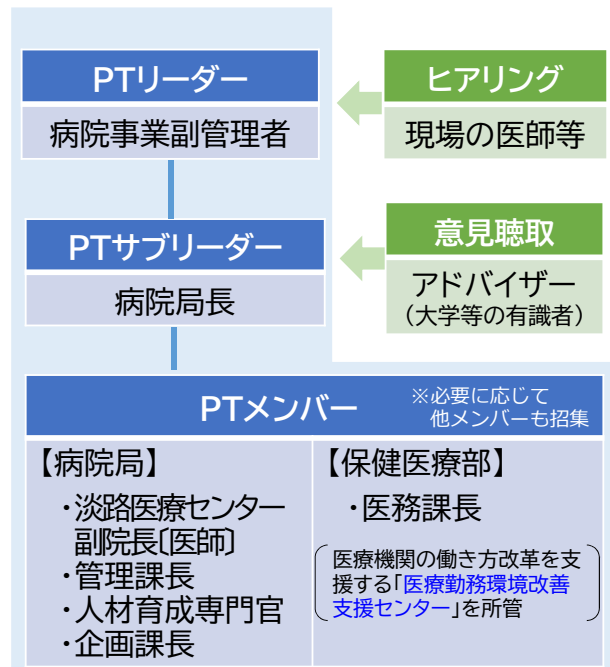 PTリーダー
病院事業副管理者
ヒアリング
現場の医師等
PTサブリーダー
病院局長
意見聴取
アドバイザー
（大学等の有識者）
PTメンバー
※必要に応じて
他メンバーも招集
【病院局】
・淡路医療センター
副院長〔医師〕
・管理課長
・人材育成専門官
・企画課長
【保健医療部】
・医務課長
医療機関の働き方改革を支
援する「医療勤務環境改善
支援センター」を所管